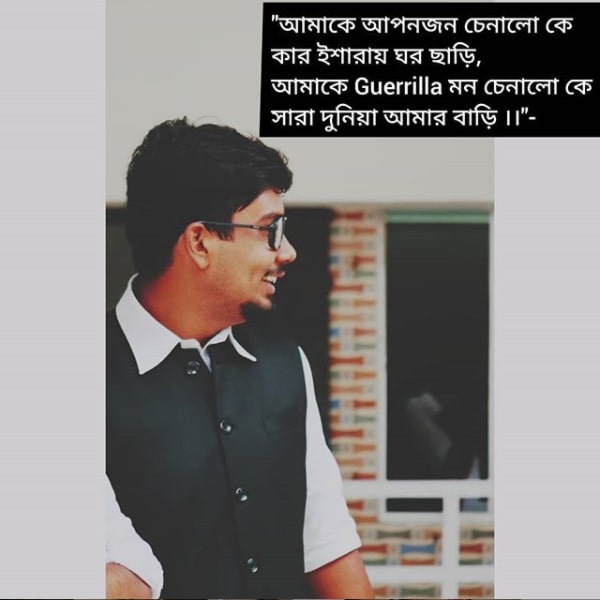 "আমাকে আপনজন চেনালো কে
কার ইশারায় ঘর ছাড়ি,
আমাকে Guerrilla মন চেনালো কে
সারা দুনিয়া আমার বাড়ি ।।"-